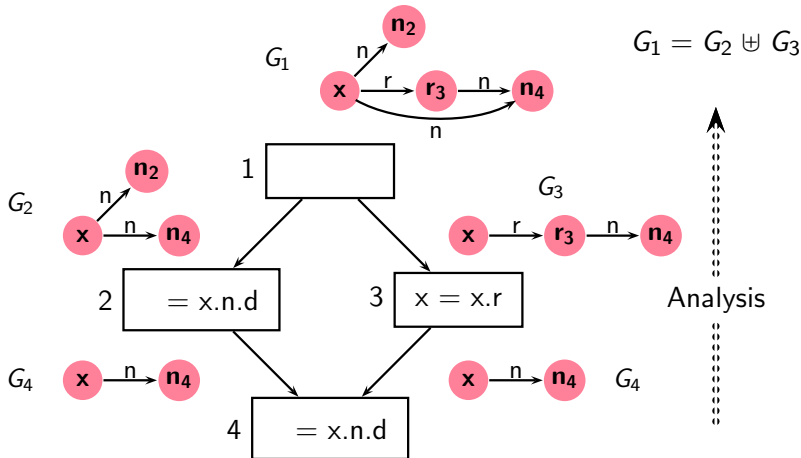 n2
G1 = G2 ⊎ G3
G1
n
x
r
r3
n
n4
n
1
n2
G2
n
x
n
n4
G3
x
r
r3
n
n4
2
= x.n.d
3
x = x.r
Analysis
G4
x
n
n4
x
n
n4
G4
4
= x.n.d